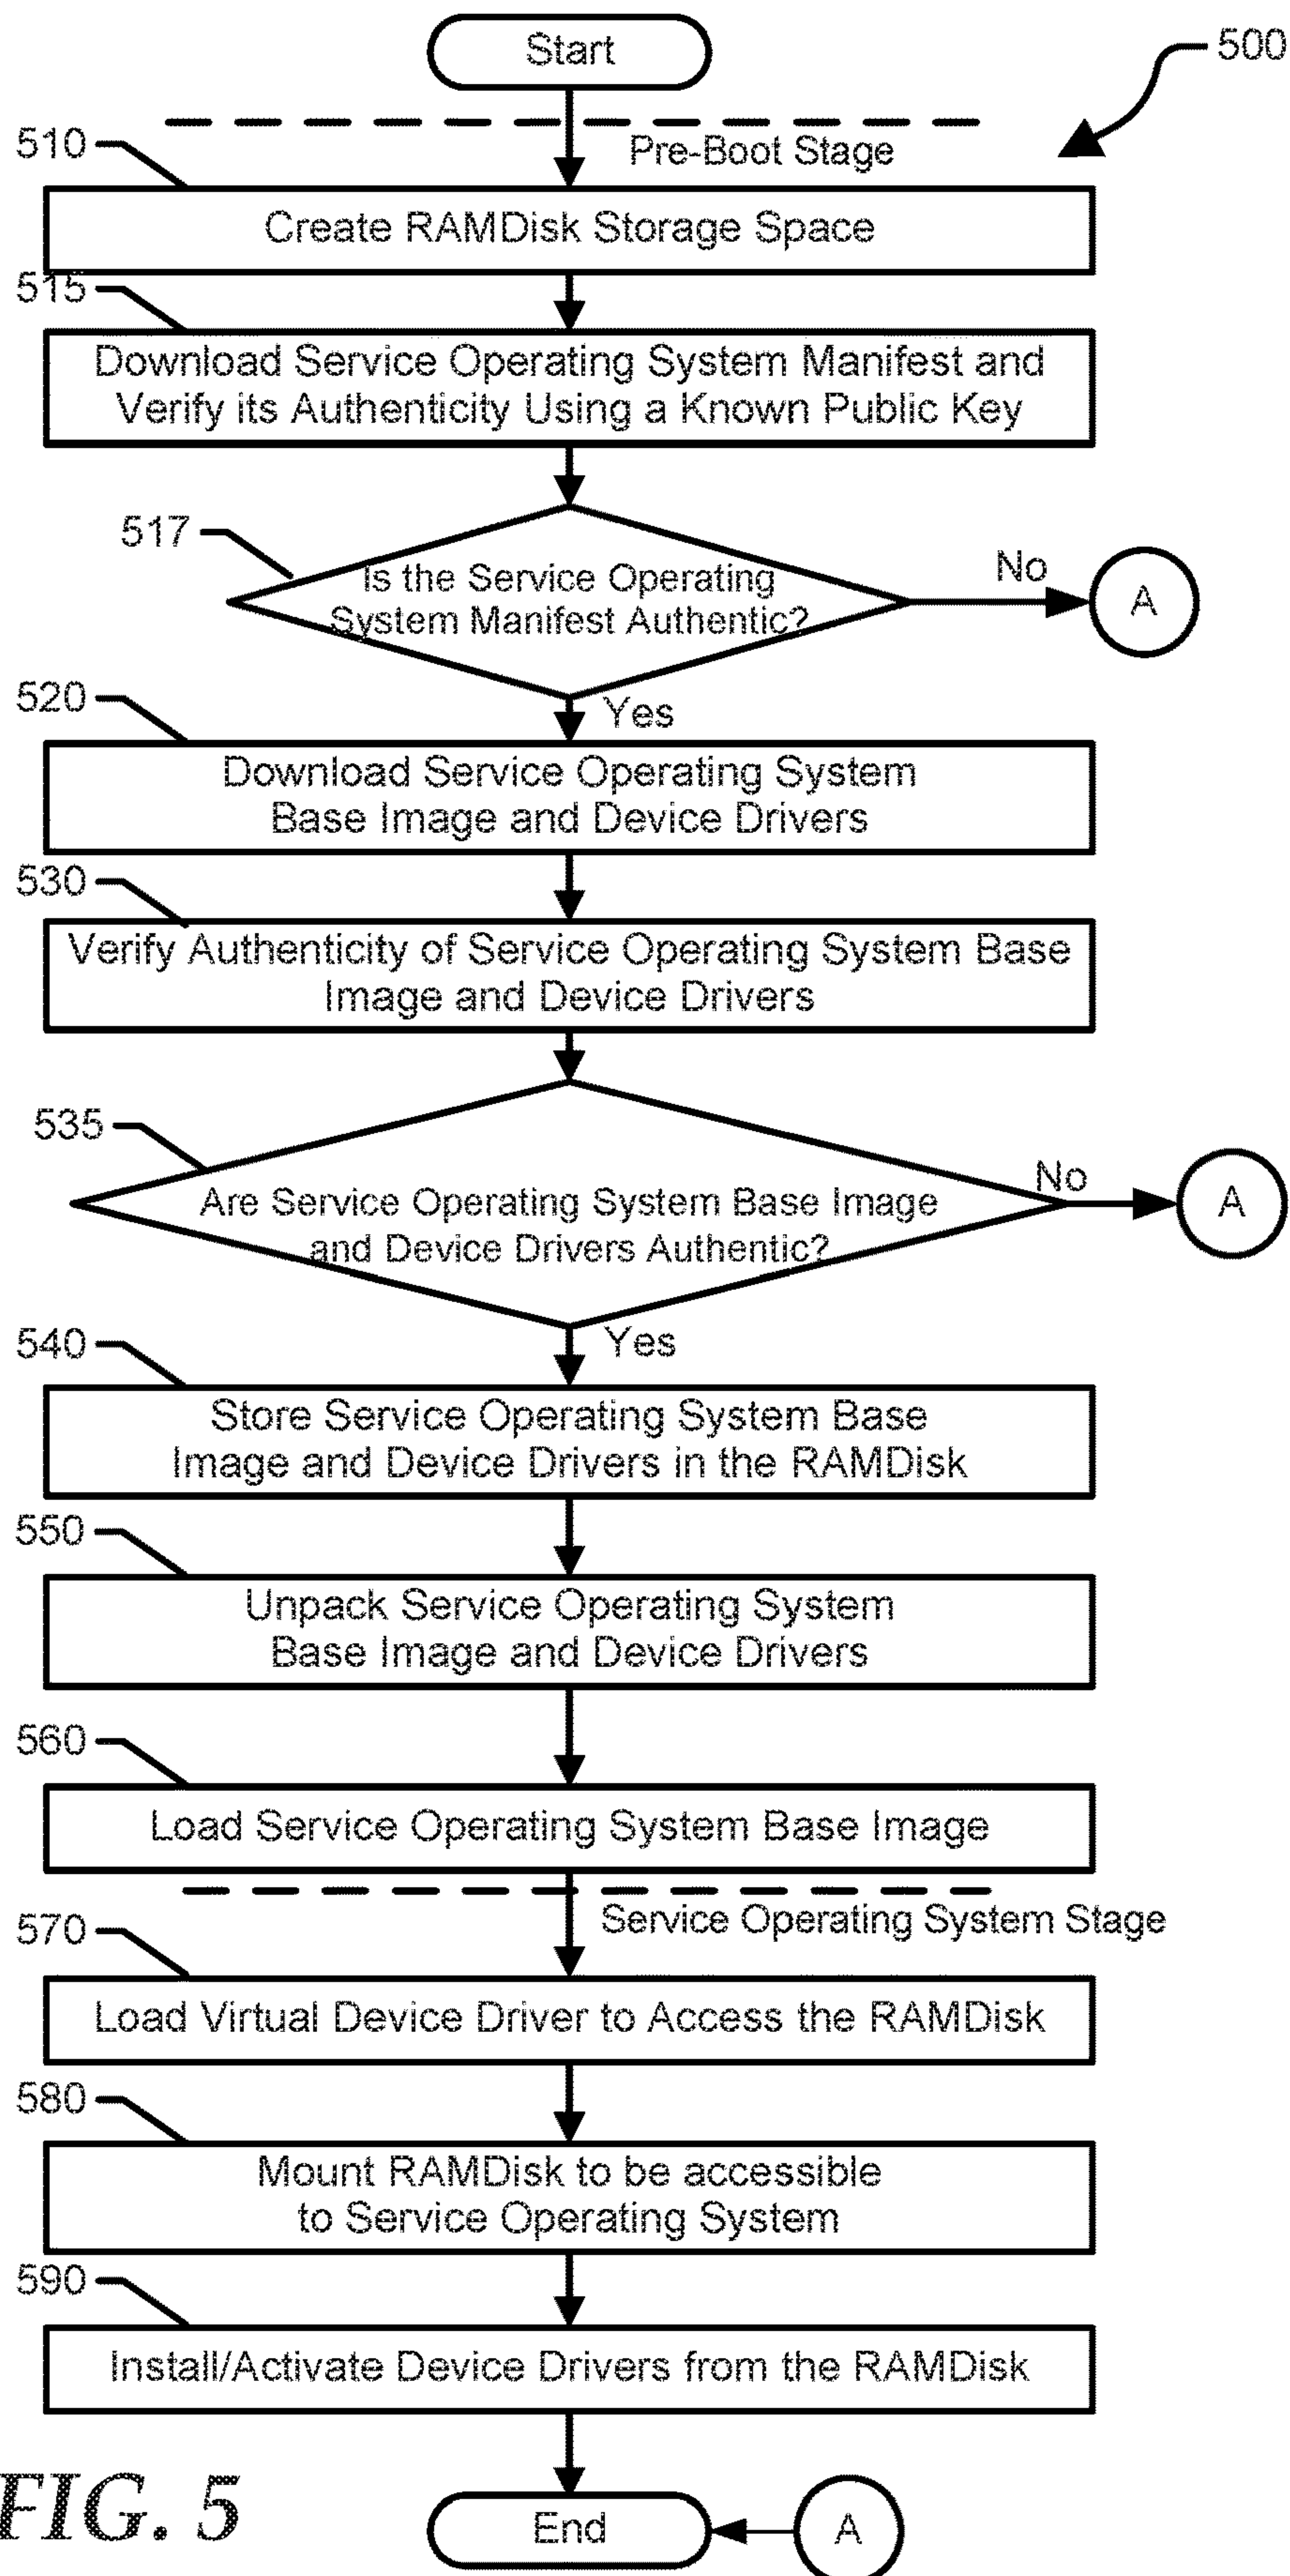 Start
500
Pre-Boot Stage
510
Create RAMDisk Storage Space
515
Download Service Operating System Manifest and
Verify its Authenticity Using a Known Public Key
517
Is the Service Operating
System Manifest Authentic?
No
A
Yes
520
Download Service Operating System
Base Image and Device Drivers
530
Verify Authenticity of Service Operating System Base
Image and Device Drivers
535
Are Service Operating System Base Image
and Device Drivers Authentic?
No
A
Yes
540
Store Service Operating System Base
Image and Device Drivers in the RAMDisk
550
Unpack Service Operating System
Base Image and Device Drivers
560
Load Service Operating System Base Image
Service Operating System Stage
570
Load Virtual Device Driver to Access the RAMDisk
580
Mount RAMDisk to be accessible
to Service Operating System
590
Install/Activate Device Drivers from the RAMDisk
FIG. 5
End
A